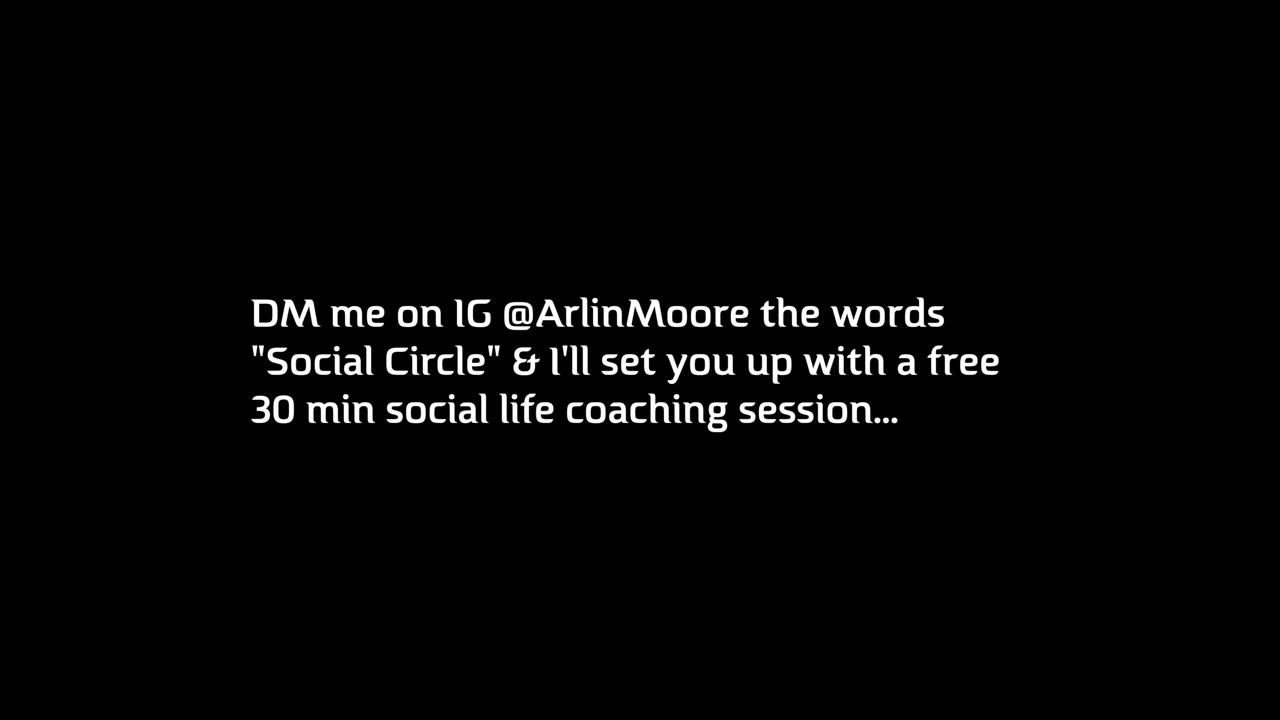 DM me on IG @ArlinMoore the words
"Social Circle" & I'll set you up with a free
30 min social life coaching session...